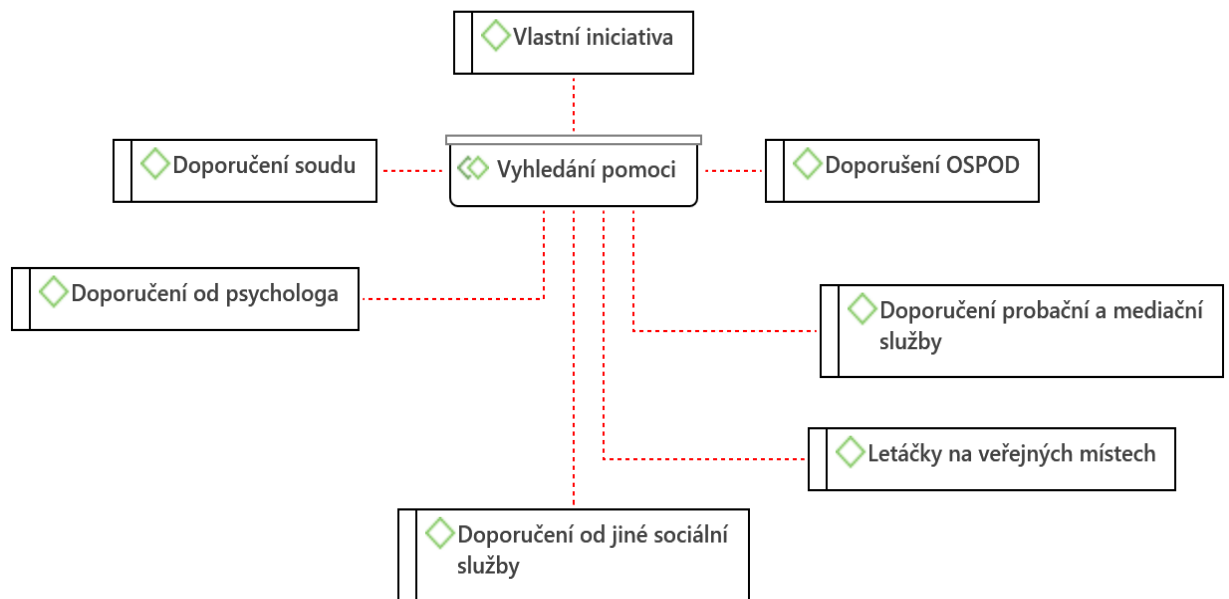 Vlastní iniciativa
Doporučení soudu
Vyhledání pomoci
Doporušení OSPOD
Doporučení od psychologa
Doporučení probační a mediační
služby
Letáčky na veřejných místech
Doporučení od jiné sociální
služby